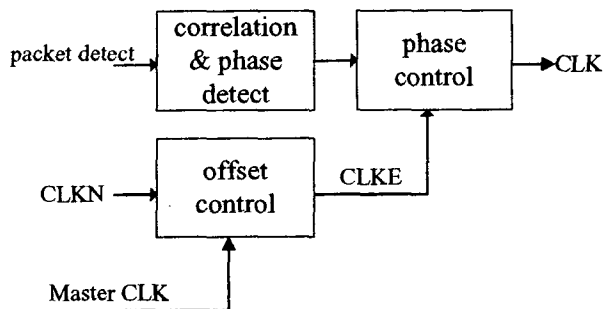 packet detect
correlation
& phase
detect
phase
control
CLK
CLKN
offset
control
CLKE
Master CLK